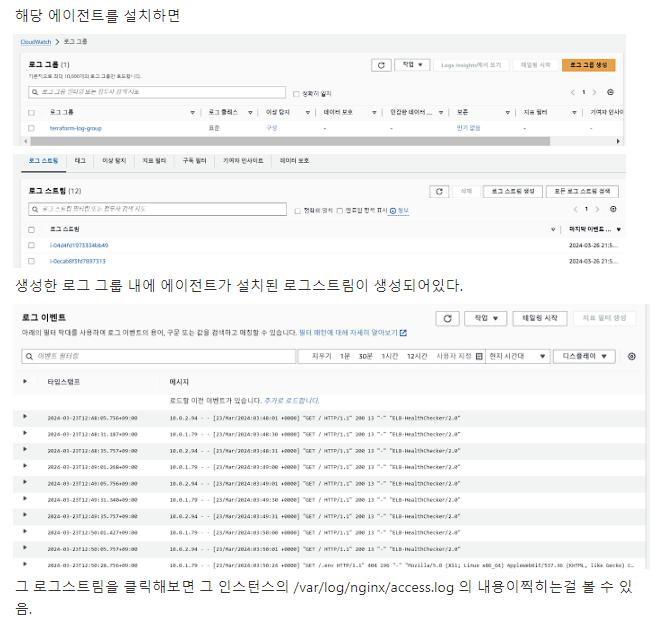 해당 에이전트를 설치하면
CloudWatch > 로그 그룹
로그 그룹 (1)
작업 Logs Insights에서 보기 테일링 시작 로그 그룹 생성
기본적으로 최대 10,000개의 로그 그룹만 로드됩니다.
로그 그룹 필터링 또는 접두사 검색 시도 정확히 일치 1
로그 그룹 로그 클래스 이상 탐지 데이터 보호 민감한 데이터 ... 보존 지표 필터 기여자 인사이
terraform-log-group 표준 구성 - - 만기 없음 - -
로그 스트림 태그 이상 탐지 지표 필터 구독 필터 기여자 인사이트 데이터 보호
로그 스트림 (12)
삭제 로그 스트림 생성 모든 로그 스트림 검색
로그 스트림 필터링 또는 접두사 검색 시도 정확히 일치 만료일 항목 표시 정보 1
로그 스트림 마지막 이벤트 ...
2024-03-26 21:5...
2024-03-26 21:5...
생성한 로그 그룹 내에 에이전트가 설치된 로그스트림이 생성되어있다.
로그 이벤트
작업 테일링 시작 지표 필터 생성
아래의 필터 막대를 사용하여 로그 이벤트의 용어, 구문 또는 값을 검색하고 매칭할 수 있습니다. 필터 패턴에 대해 자세히 알아보기
이벤트 필터링 지우기 1분 30분 1시간 12시간 사용자 지정 현지 시간대 디스플레이
타임스탬프 메시지
로드할 이전 이벤트가 있습니다. 추가로 로드합니다.
2024-03-23T12:48:05.756+09:00 10.0.2.94 - - [23/Mar/2024:03:48:01 +0000] "GET / HTTP/1.1" 200 13 "-" "ELB-HealthChecker/2.0"
2024-03-23T12:48:31.187+09:00 10.0.1.79 - - [23/Mar/2024:03:48:30 +0000] "GET / HTTP/1.1" 200 13 "-" "ELB-HealthChecker/2.0"
2024-03-23T12:48:35.757+09:00 10.0.2.94 - - [23/Mar/2024:03:48:31 +0000] "GET / HTTP/1.1" 200 13 "-" "ELB-HealthChecker/2.0"
2024-03-23T12:49:01.268+09:00 10.0.1.79 - - [23/Mar/2024:03:49:00 +0000] "GET / HTTP/1.1" 200 13 "-" "ELB-HealthChecker/2.0"
2024-03-23T12:49:05.756+09:00 10.0.2.94 - - [23/Mar/2024:03:49:01 +0000] "GET / HTTP/1.1" 200 13 "-" "ELB-HealthChecker/2.0"
2024-03-23T12:49:31.340+09:00 10.0.1.79 - - [23/Mar/2024:03:49:30 +0000] "GET / HTTP/1.1" 200 13 "-" "ELB-HealthChecker/2.0"
2024-03-23T12:49:35.757+09:00 10.0.2.94 - - [23/Mar/2024:03:49:31 +0000] "GET / HTTP/1.1" 200 13 "-" "ELB-HealthChecker/2.0"
2024-03-23T12:50:01.427+09:00 10.0.1.79 - - [23/Mar/2024:03:50:00 +0000] "GET / HTTP/1.1" 200 13 "-" "ELB-HealthChecker/2.0"
2024-03-23T12:50:05.757+09:00 10.0.2.94 - - [23/Mar/2024:03:50:01 +0000] "GET / HTTP/1.1" 200 13 "-" "ELB-HealthChecker/2.0"
2024-03-23T12:50:28.756+09:00 10.0.1.79 - - [23/Mar/2024:03:50:24 +0000] "GET /.env HTTP/1.1" 404 196 "-" "Mozilla/5.0 (X11; Linux x86_64) AppleWebKit/537.36 (KHTML, like Gecko) C...
그 로그스트림을 클릭해보면 그 인스턴스의 /var/log/nginx/access.log 의 내용이찍히는걸 볼 수 있
음.